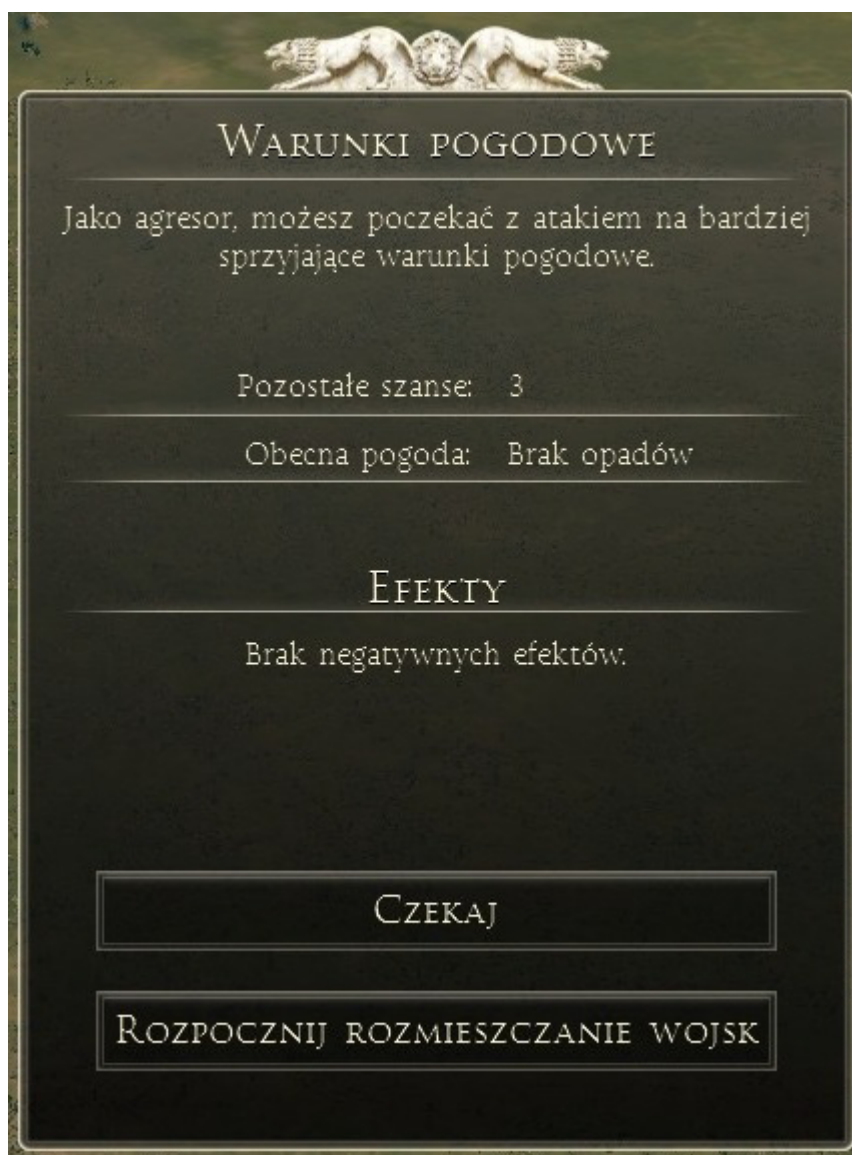 Warunki pogodowe
Jako agresor, możesz poczekać z atakiem na bardziej
sprzyjające warunki pogodowe.
Pozostałe szanse: 3
Obecna pogoda: Brak opadów
Efekty
Brak negatywnych efektów.
Czekaj
Rozpocznij rozmieszczanie wojsk